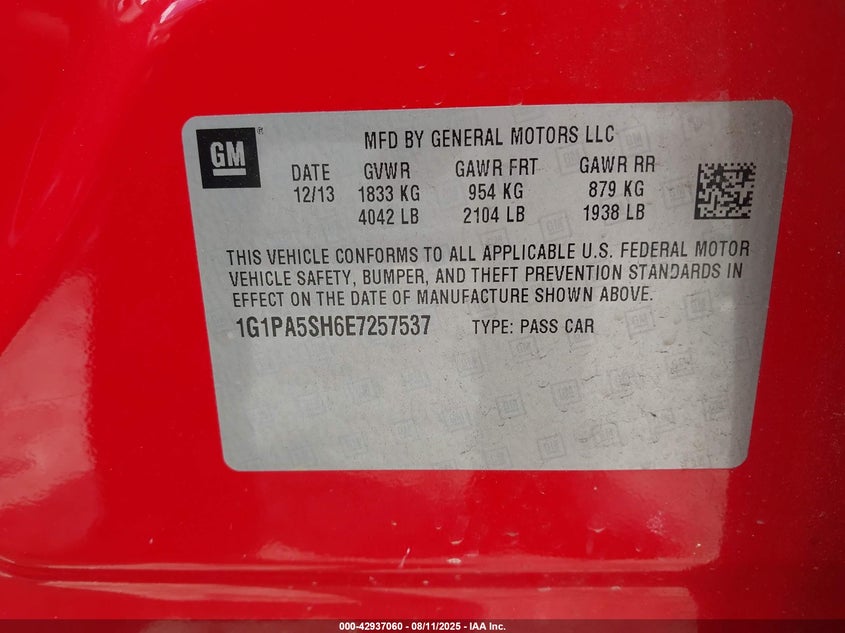 GM
®
MFD BY GENERAL MOTORS LLC
DATE GVWR GAWR FRT GAWR RR
12/13 1833 KG 954 KG 879 KG
4042 LB 2104 LB 1938 LB
THIS VEHICLE CONFORMS TO ALL APPLICABLE U.S. FEDERAL MOTOR
VEHICLE SAFETY, BUMPER, AND THEFT PREVENTION STANDARDS IN
EFFECT ON THE DATE OF MANUFACTURE SHOWN ABOVE.
1G1PA5SH6E7257537 TYPE: PASS CAR
000-42937060 - 08/11/2025 - IAA Inc.